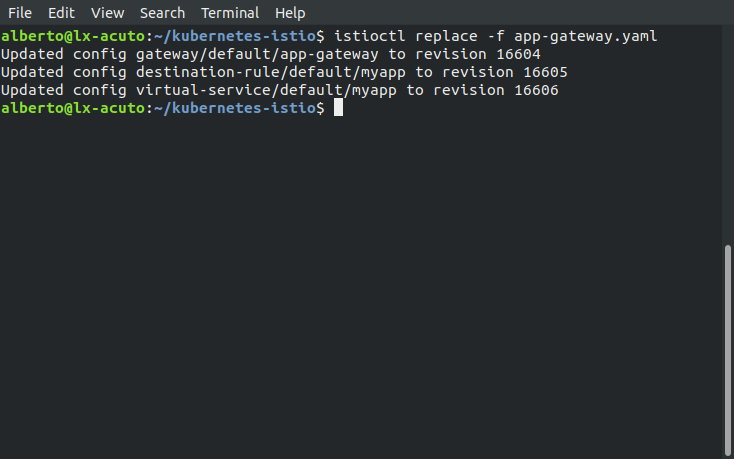 File Edit View Search Terminal Help
alberto@lx-acuto:~/kubernetes-istio$ istioctl replace -f app-gateway.yaml
Updated config gateway/default/app-gateway to revision 16604
Updated config destination-rule/default/myapp to revision 16605
Updated config virtual-service/default/myapp to revision 16606
alberto@lx-acuto:~/kubernetes-istio$